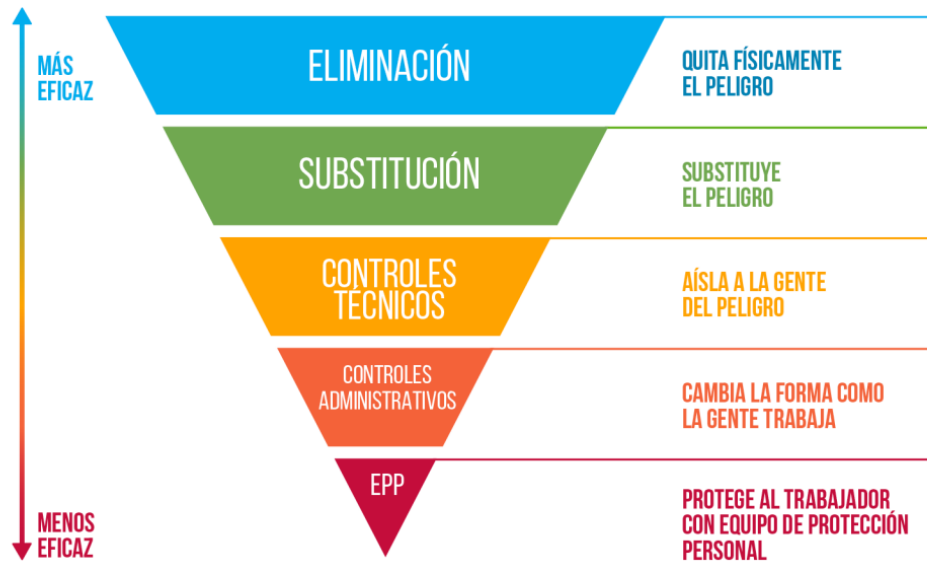 MÁS
EFICAZ
ELIMINACIÓN
QUITA FÍSICAMENTE
EL PELIGRO
SUBSTITUCIÓN
SUBSTITUYE
EL PELIGRO
CONTROLES
TÉCNICOS
AÍSLA A LA GENTE
DEL PELIGRO
CONTROLES
ADMINISTRATIVOS
CAMBIA LA FORMA COMO
LA GENTE TRABAJA
EPP
PROTEGE AL TRABAJADOR
CON EQUIPO DE PROTECCIÓN
PERSONAL
MENOS
EFICAZ